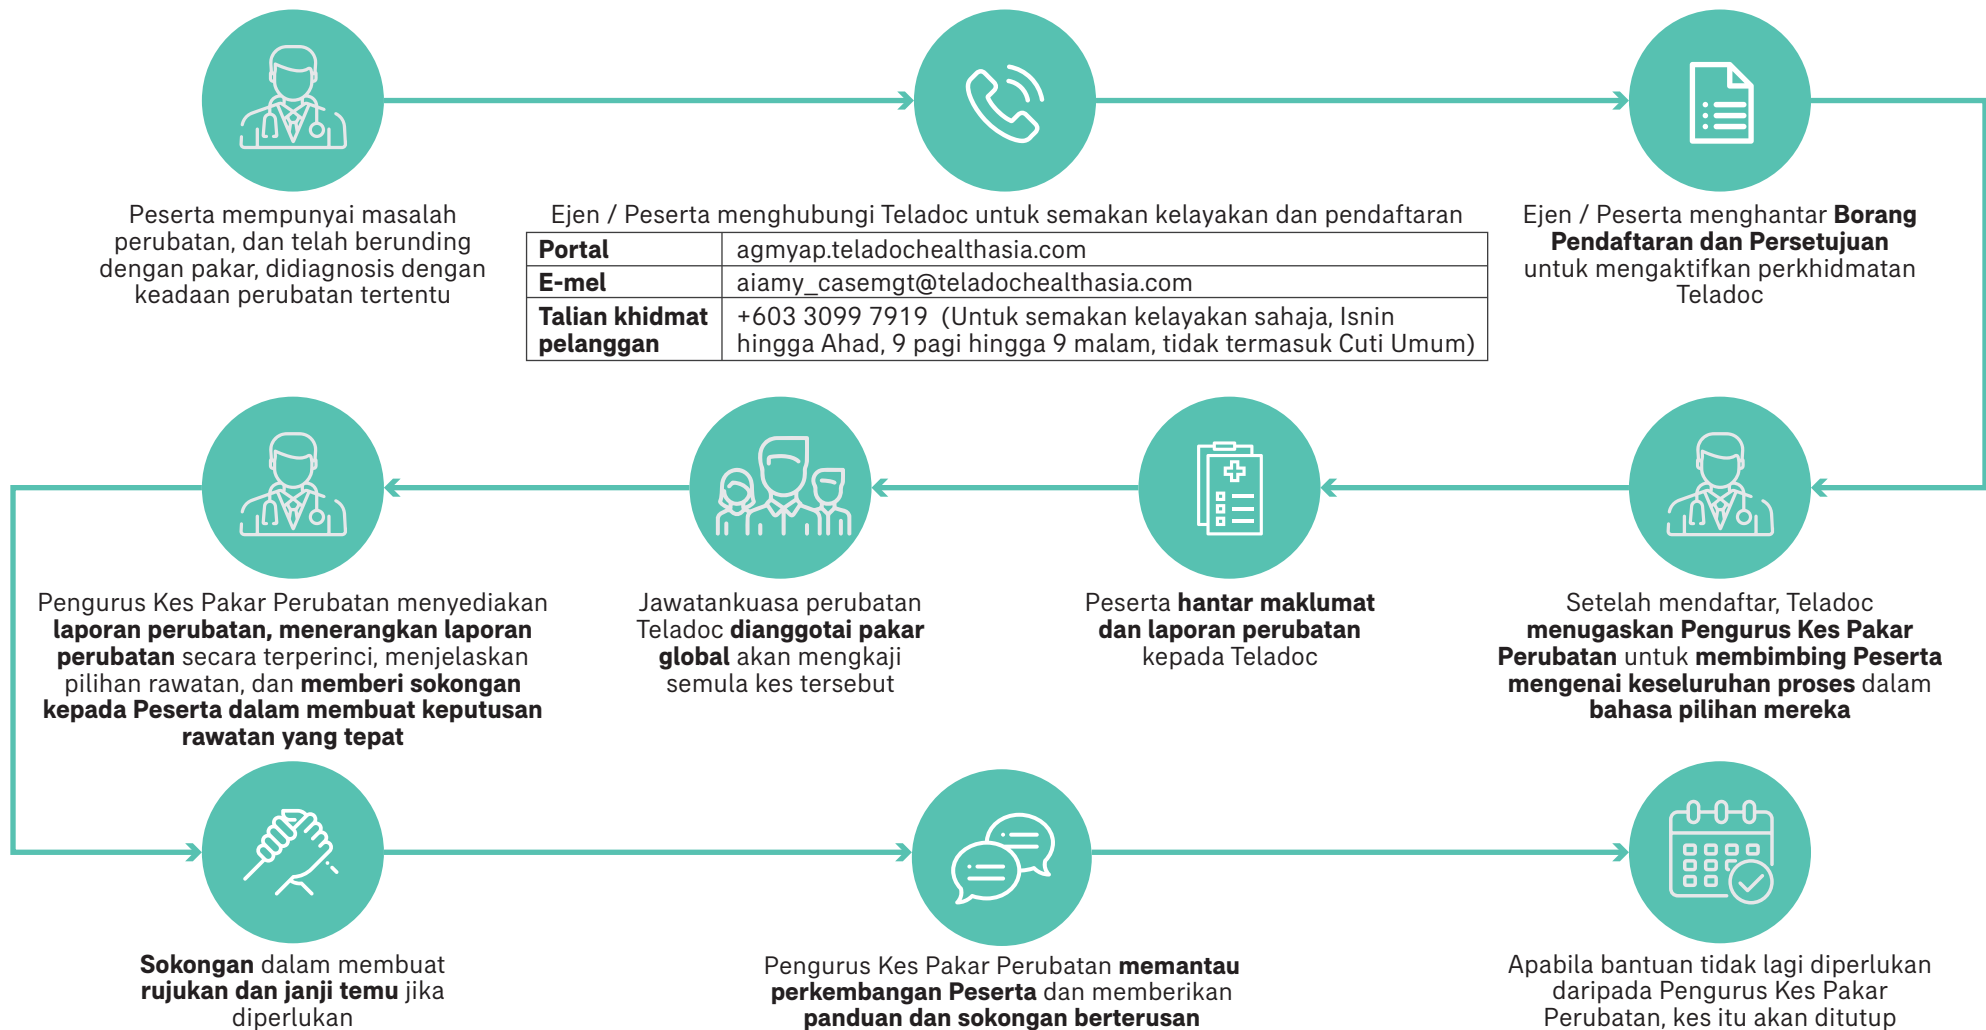 Peserta mempunyai masalah
perubatan, dan telah berunding
dengan pakar, didiagnosis dengan
keadaan perubatan tertentu
Ejen / Peserta menghubungi Teladoc untuk semakan kelayakan dan pendaftaran
Portal agmyap.teladochealthasia.com
E-mel aiamy_casemgt@teladochealthasia.com
Talian khidmat +603 3099 7919 (Untuk semakan kelayakan sahaja, Isnin
pelanggan hingga Ahad, 9 pagi hingga 9 malam, tidak termasuk Cuti Umum)
Ejen / Peserta menghantar Borang
Pendaftaran dan Persetujuan
untuk mengaktifkan perkhidmatan
Teladoc
Setelah mendaftar, Teladoc
menugaskan Pengurus Kes Pakar
Perubatan untuk membimbing Peserta
mengenai keseluruhan proses dalam
bahasa pilihan mereka
Peserta hantar maklumat
dan laporan perubatan
kepada Teladoc
Jawatankuasa perubatan
Teladoc dianggotai pakar
global akan mengkaji
semula kes tersebut
Pengurus Kes Pakar Perubatan menyediakan
laporan perubatan, menerangkan laporan
perubatan secara terperinci, menjelaskan
pilihan rawatan, dan memberi sokongan
kepada Peserta dalam membuat keputusan
rawatan yang tepat
Sokongan dalam membuat
rujukan dan janji temu jika
diperlukan
Pengurus Kes Pakar Perubatan memantau
perkembangan Peserta dan memberikan
panduan dan sokongan berterusan
Apabila bantuan tidak lagi diperlukan
daripada Pengurus Kes Pakar
Perubatan, kes itu akan ditutup